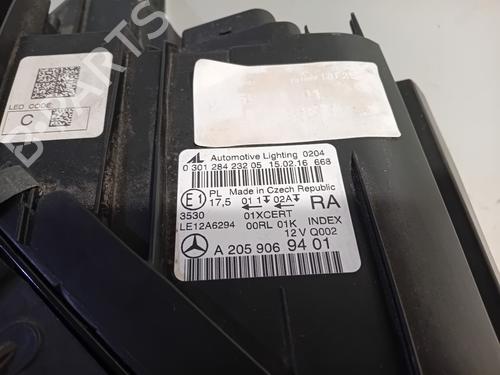 LED CODE
C
B-PARTS
AL Automotive Lighting 0204
0 301 284 232 05 15.02.16 668
E1 PL Made in Czech Republic
17,5 01 1 02A RA
3530 01XCERT
LE12A6294 00RL 01K INDEX
12 V Q002
A 205 906 94 01